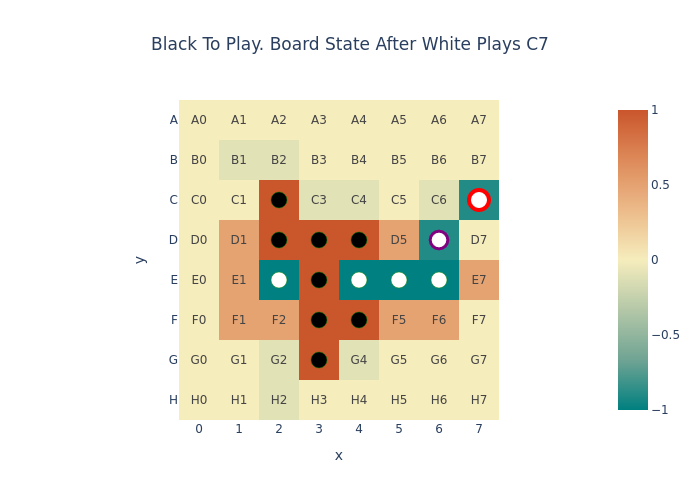 Black To Play. Board State After White Plays C7
A A0 A1 A2 A3 A4 A5 A6 A7
B B0 B1 B2 B3 B4 B5 B6 B7
C C0 C1 C3 C4 C5 C6
D D0 D1 D5 D7
E E0 E1 E7
F F0 F1 F2 F5 F6 F7
G G0 G1 G2 G4 G5 G6 G7
H H0 H1 H2 H3 H4 H5 H6 H7
0 1 2 3 4 5 6 7
x
y
1
0.5
0
−0.5
−1